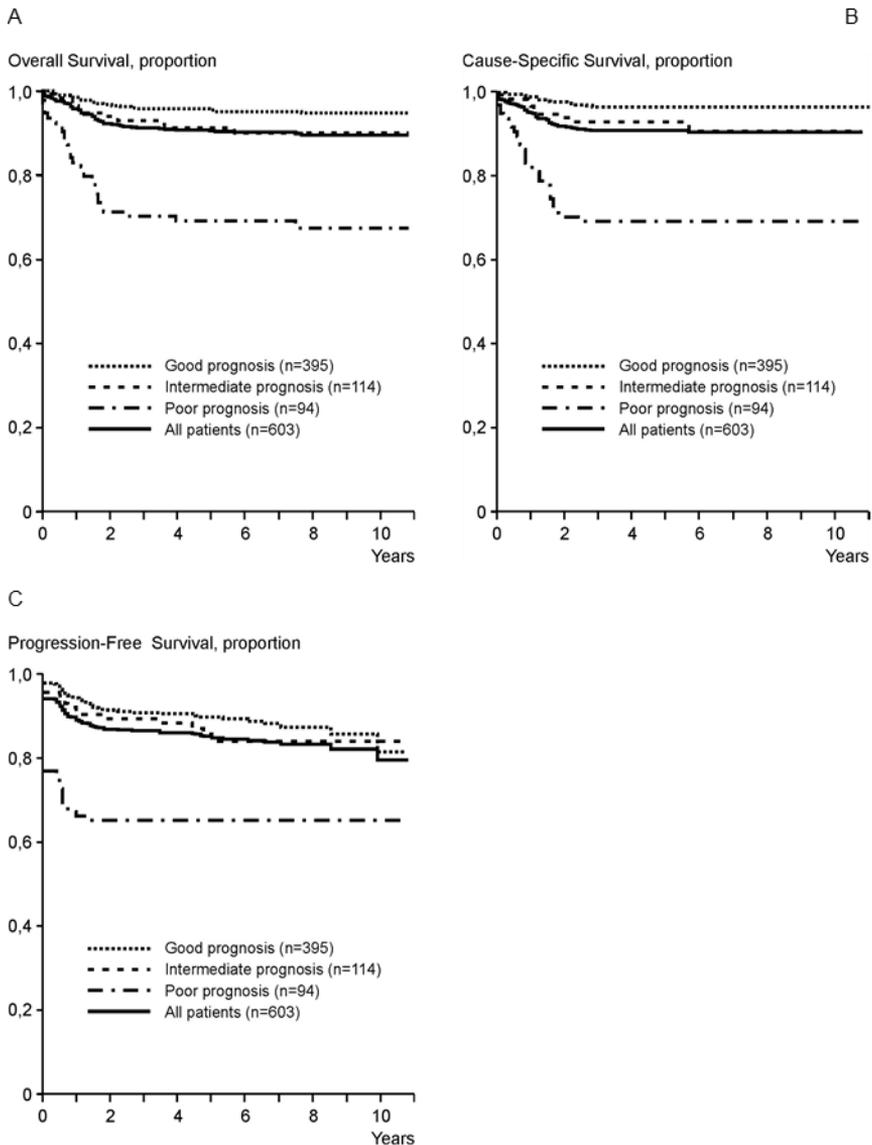 A
B
Overall Survival, proportion
1,0
0,8
0,6
0,4
0,2
0
Good prognosis (n=395)
Intermediate prognosis (n=114)
Poor prognosis (n=94)
All patients (n=603)
0 2 4 6 8 10
Years
Cause-Specific Survival, proportion
1,0
0,8
0,6
0,4
0,2
0
Good prognosis (n=395)
Intermediate prognosis (n=114)
Poor prognosis (n=94)
All patients (n=603)
0 2 4 6 8 10
Years
C
Progression-Free Survival, proportion
1,0
0,8
0,6
0,4
0,2
0
Good prognosis (n=395)
Intermediate prognosis (n=114)
Poor prognosis (n=94)
All patients (n=603)
0 2 4 6 8 10
Years